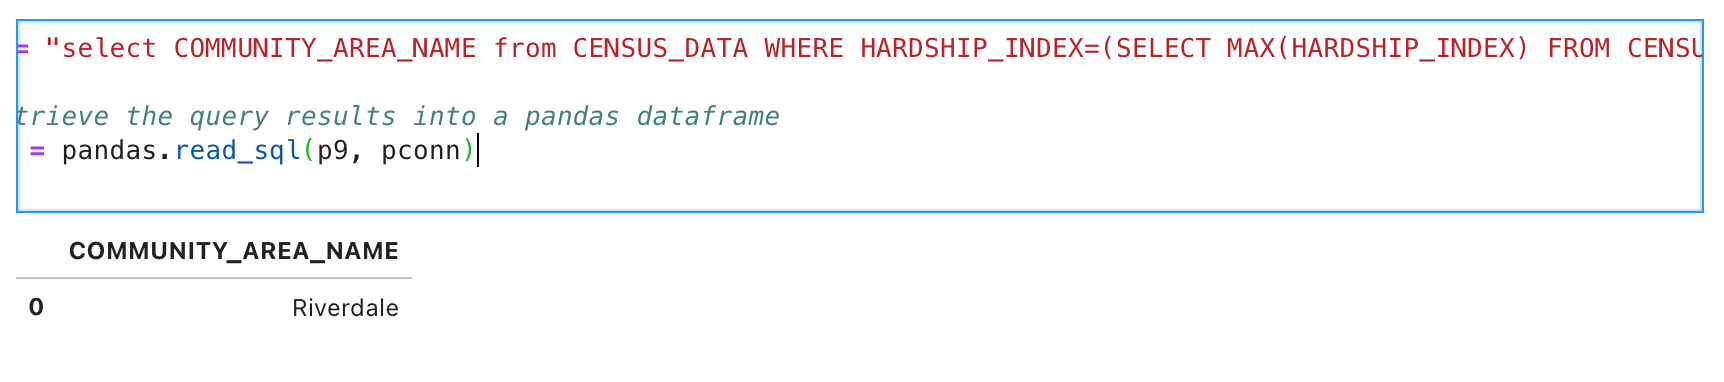 = "select COMMUNITY_AREA_NAME from CENSUS_DATA WHERE HARDSHIP_INDEX=(SELECT MAX(HARDSHIP_INDEX) FROM CENSU
trieve the query results into a pandas dataframe
= pandas.read_sql(p9, pconn)
COMMUNITY_AREA_NAME
0 Riverdale